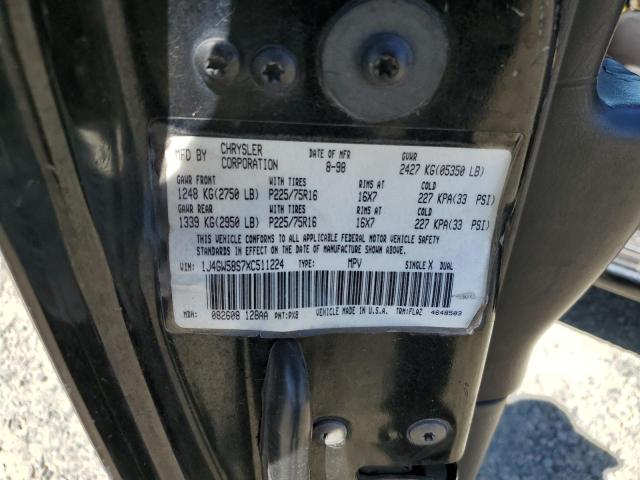 MFD BY CHRYSLER CORPORATION DATE OF MFR 8-98 GVWR 2427 KG(05350 LB)
GAWR FRONT WITH TIRES RIMS AT COLD
1248 KG(2750 LB) P225/75R16 16X7 227 KPA(33 PSI)
GAWR REAR WITH TIRES RIMS AT COLD
1339 KG(2950 LB) P225/75R16 16X7 227 KPA(33 PSI)
THIS VEHICLE CONFORMS TO ALL APPLICABLE FEDERAL MOTOR VEHICLE SAFETY
STANDARDS IN EFFECT ON DATE OF MANUFACTURE SHOWN ABOVE.
VIN: 1J4GW58S7XC511224 TYPE: MPV SINGLE X DUAL
MDH: 082608 128AA PNT:PX8 VEHICLE MADE IN U.S.A. TRM:FLAZ 4648503